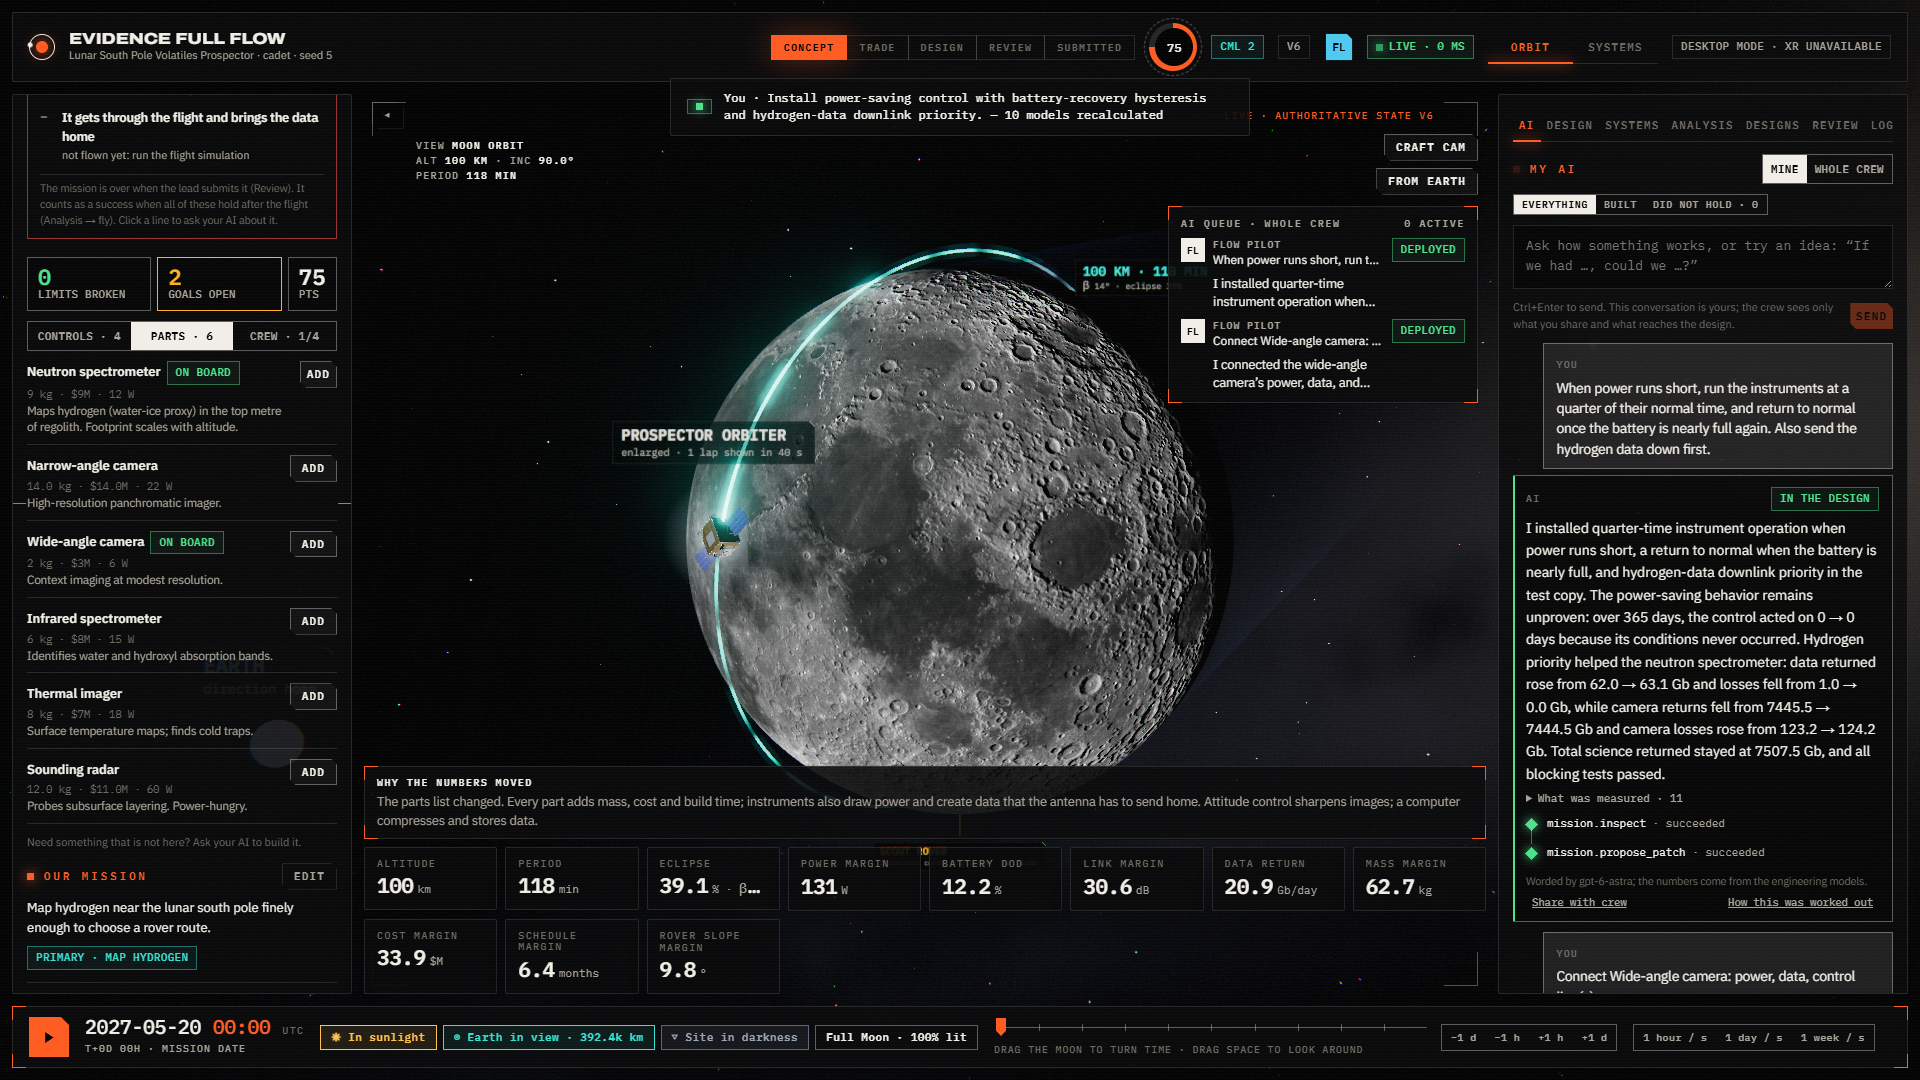 EVIDENCE FULL FLOW
Lunar South Pole Volatiles Prospector · cadet · seed 5
CONCEPT
TRADE
DESIGN
REVIEW
SUBMITTED
75
CML 2
V6
FL
LIVE · 0 MS
ORBIT
SYSTEMS
DESKTOP MODE · XR UNAVAILABLE
– It gets through the flight and brings the data
home
not flown yet: run the flight simulation
The mission is over when the lead submits it (Review). It
counts as a success when all of these hold after the flight
(Analysis → fly). Click a line to ask your AI about it.
0
LIMITS BROKEN
2
GOALS OPEN
75
PTS
CONTROLS · 4
PARTS · 6
CREW · 1/4
Neutron spectrometer ON BOARD
ADD
9 kg · $9M · 12 W
Maps hydrogen (water-ice proxy) in the top metre
of regolith. Footprint scales with altitude.
Narrow-angle camera
ADD
14.0 kg · $14.0M · 22 W
High-resolution panchromatic imager.
Wide-angle camera ON BOARD
ADD
2 kg · $3M · 6 W
Context imaging at modest resolution.
Infrared spectrometer
ADD
6 kg · $8M · 15 W
Identifies water and hydroxyl absorption bands.
EARTH
direction
Thermal imager
ADD
8 kg · $7M · 18 W
Surface temperature maps; finds cold traps.
Sounding radar
ADD
12.0 kg · $11.0M · 60 W
Probes subsurface layering. Power-hungry.
Need something that is not here? Ask your AI to build it.
OUR MISSION
EDIT
Map hydrogen near the lunar south pole finely
enough to choose a rover route.
PRIMARY · MAP HYDROGEN
You · Install power-saving control with battery-recovery hysteresis
and hydrogen-data downlink priority. — 10 models recalculated
· AUTHORITATIVE STATE V6
VIEW MOON ORBIT
ALT 100 KM · INC 90.0°
PERIOD 118 MIN
CRAFT CAM
FROM EARTH
AI QUEUE · WHOLE CREW
0 ACTIVE
FL
FLOW PILOT
When power runs short, run t…
DEPLOYED
I installed quarter-time
instrument operation when…
FL
FLOW PILOT
Connect Wide-angle camera: …
DEPLOYED
I connected the wide-angle
camera’s power, data, and…
100 KM · 118 MIN
β 14° · eclipse
PROSPECTOR ORBITER
enlarged · 1 lap shown in 40 s
WHY THE NUMBERS MOVED
The parts list changed. Every part adds mass, cost and build time; instruments also draw power and create data that the antenna has to send home. Attitude control sharpens images; a computer
compresses and stores data.
SCOUT ROVER
ALTITUDE
100 km
PERIOD
118 min
ECLIPSE
39.1 % · β…
POWER MARGIN
131 W
BATTERY DOD
12.2 %
LINK MARGIN
30.6 dB
DATA RETURN
20.9 Gb/day
MASS MARGIN
62.7 kg
COST MARGIN
33.9 $M
SCHEDULE
MARGIN
6.4 months
ROVER SLOPE
MARGIN
9.8 °
AI
DESIGN
SYSTEMS
ANALYSIS
DESIGNS
REVIEW
LOG
MY AI
MINE
WHOLE CREW
EVERYTHING
BUILT
DID NOT HOLD · 0
Ask how something works, or try an idea: “If
we had …, could we …?”
Ctrl+Enter to send. This conversation is yours; the crew sees only
what you share and what reaches the design.
SEND
YOU
When power runs short, run the instruments at a
quarter of their normal time, and return to normal
once the battery is nearly full again. Also send the
hydrogen data down first.
AI
IN THE DESIGN
I installed quarter-time instrument operation when
power runs short, a return to normal when the battery is
nearly full, and hydrogen-data downlink priority in the
test copy. The power-saving behavior remains
unproven: over 365 days, the control acted on 0 → 0
days because its conditions never occurred. Hydrogen
priority helped the neutron spectrometer: data returned
rose from 62.0 → 63.1 Gb and losses fell from 1.0 →
0.0 Gb, while camera returns fell from 7445.5 →
7444.5 Gb and camera losses rose from 123.2 → 124.2
Gb. Total science returned stayed at 7507.5 Gb, and all
blocking tests passed.
▶ What was measured · 11
mission.inspect · succeeded
mission.propose_patch · succeeded
Worded by gpt-6-astra; the numbers come from the engineering models.
Share with crew
How this was worked out
YOU
Connect Wide-angle camera: power, data, control
2027-05-20 00:00 UTC
T+0D 00H · MISSION DATE
In sunlight
Earth in view · 392.4k km
Site in darkness
Full Moon · 100% lit
DRAG THE MOON TO TURN TIME · DRAG SPACE TO LOOK AROUND
−1 d
−1 h
+1 h
+1 d
1 hour / s
1 day / s
1 week / s